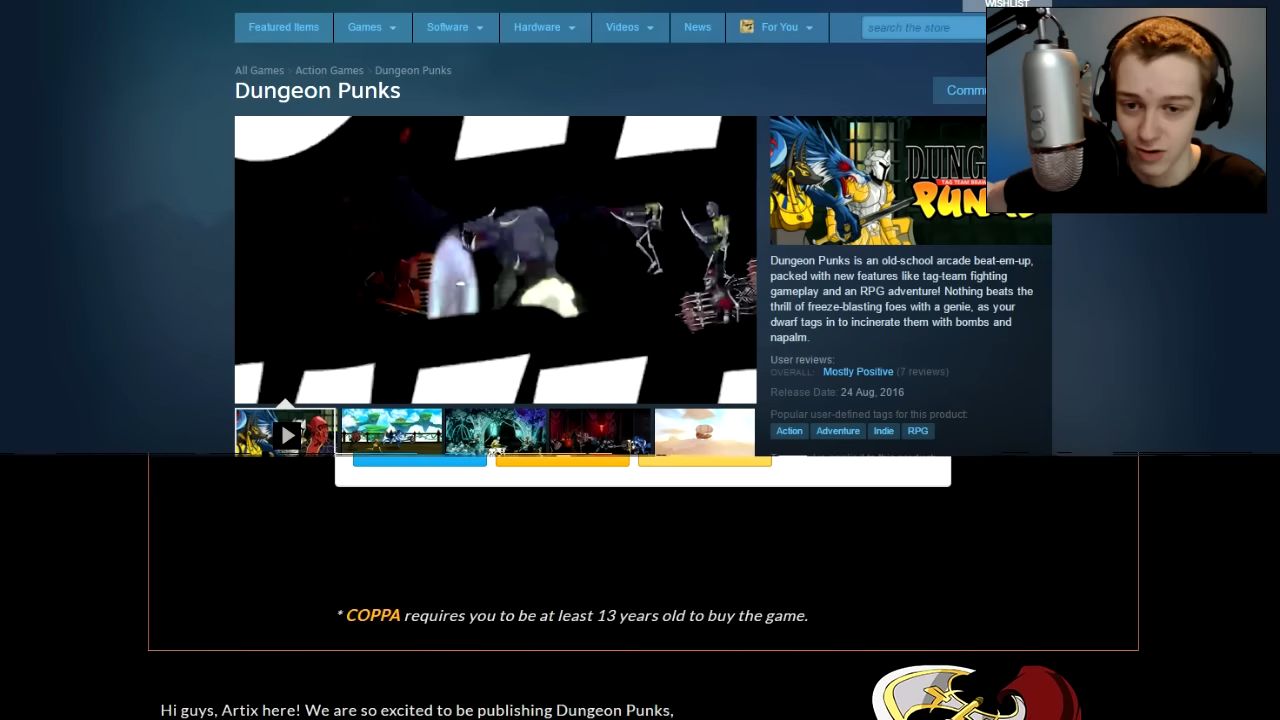 WISHLIST
Featured Items
Games
Software
Hardware
Videos
News
For You
search the store
All Games > Action Games > Dungeon Punks
Dungeon Punks
Dungeon Punks is an old-school arcade beat-em-up,
packed with new features like tag-team fighting
gameplay and an RPG adventure! Nothing beats the
thrill of freeze-blasting foes with a genie, as your
dwarf tags in to incinerate them with bombs and
napalm.
User reviews:
OVERALL: Mostly Positive (7 reviews)
Release Date: 24 Aug, 2016
Popular user-defined tags for this product:
Action
Adventure
Indie
RPG
* COPPA requires you to be at least 13 years old to buy the game.
Hi guys, Artix here! We are so excited to be publishing Dungeon Punks,